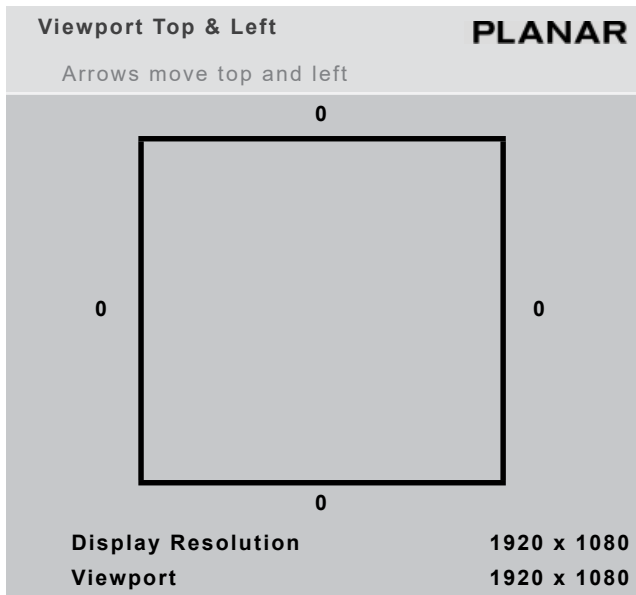 Viewport Top & Left
PLANAR
Arrows move top and left
0
0
0
0
Display Resolution 1920 x 1080
Viewport 1920 x 1080